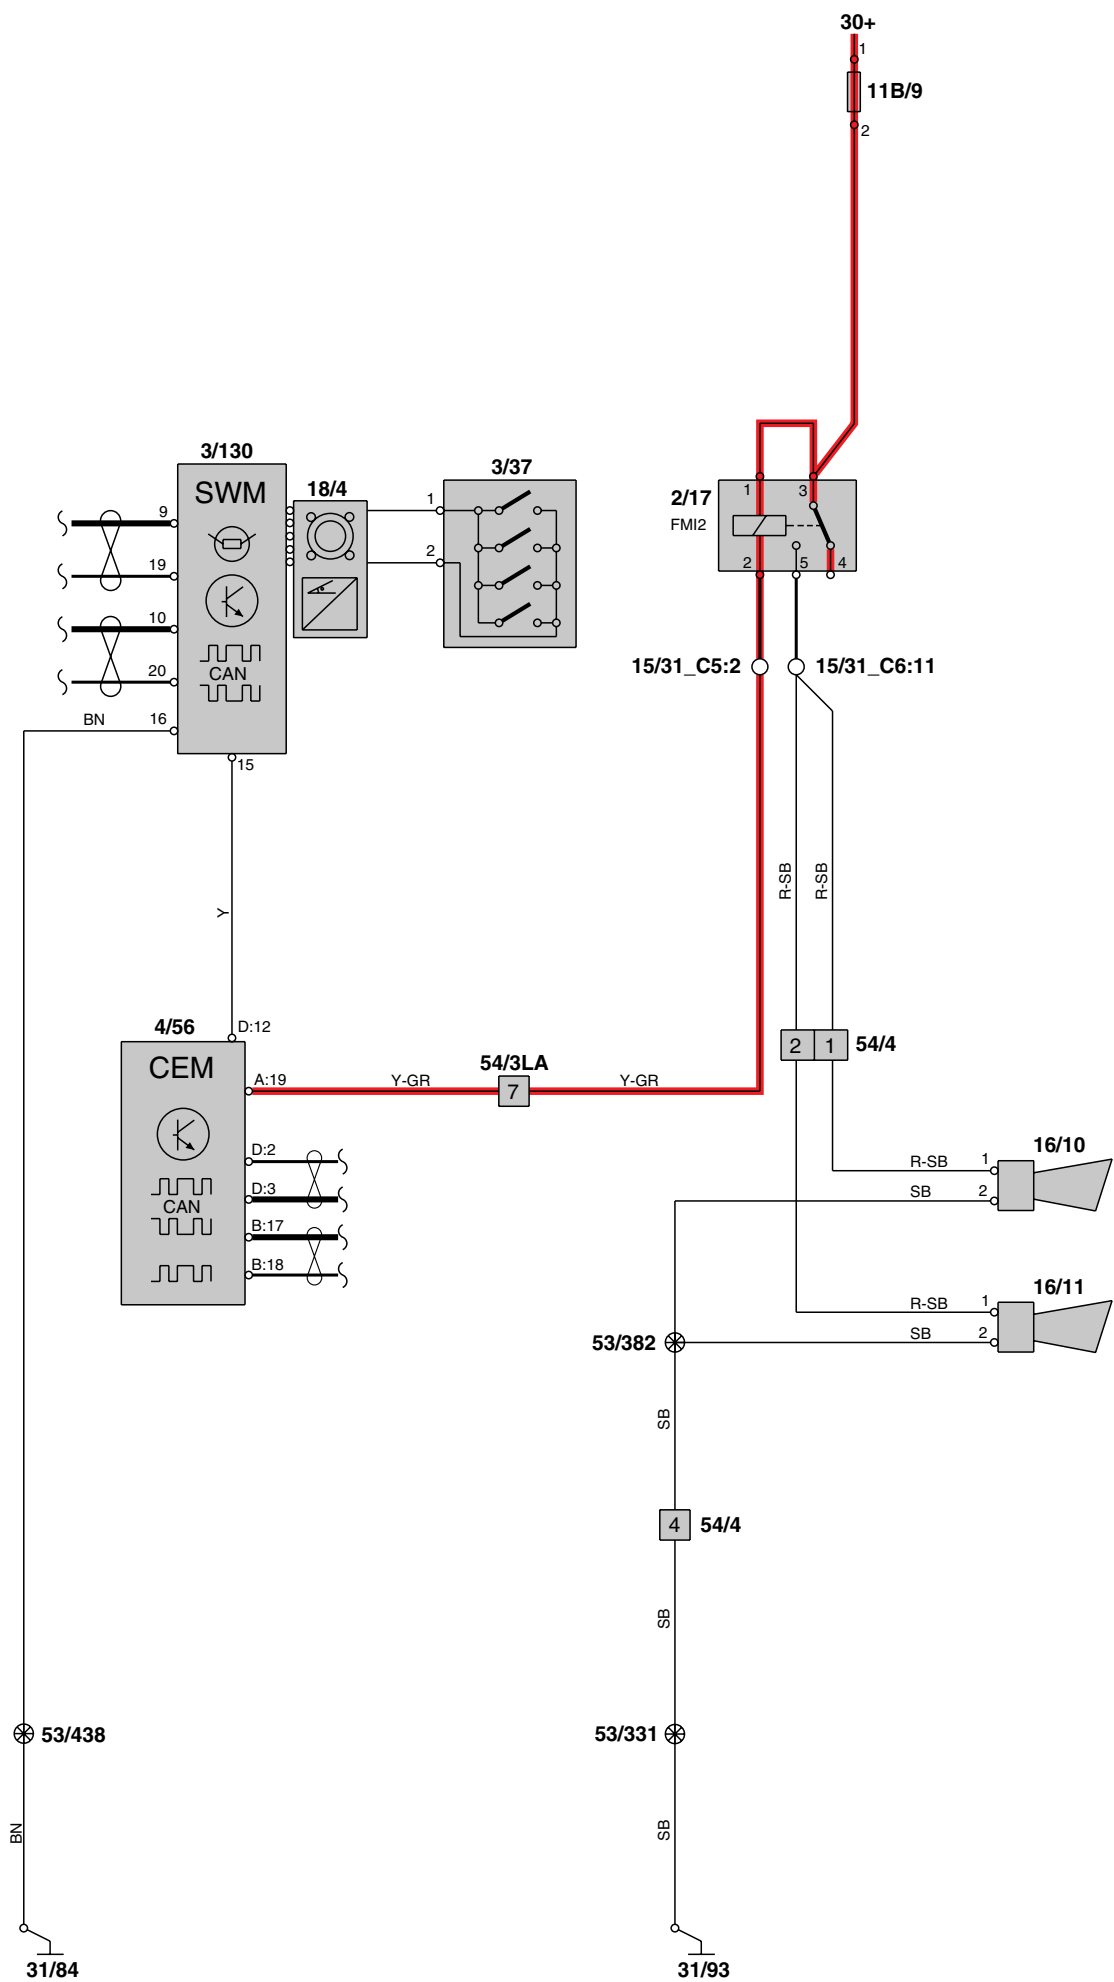 30+
1
11B/9
2
3/130
SWM
9
19
10
20
CAN
16
BN
15
18/4
3/37
1
2
2/17
FMI2
1
3
2
5
4
15/31_C5:2
15/31_C6:11
Y
R-SB
R-SB
4/56
D:12
CEM
A:19
Y-GR
54/3LA
7
Y-GR
2
1
54/4
D:2
D:3
CAN
B:17
B:18
16/10
R-SB
1
SB
2
16/11
R-SB
1
53/382
SB
2
SB
4
54/4
SB
53/438
53/331
BN
SB
31/84
31/93